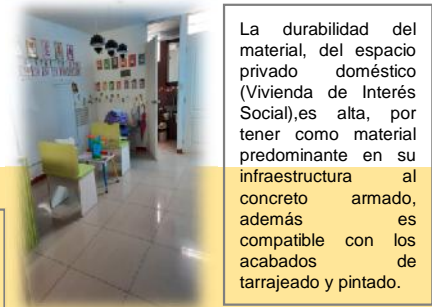 La durabilidad del
material, del espacio
privado doméstico
(Vivienda de Interés
Social),es alta, por
tener como material
predominante en su
infraestructura al
concreto armado,
además es
compatible con los
acabados de
tarrajeado y pintado.